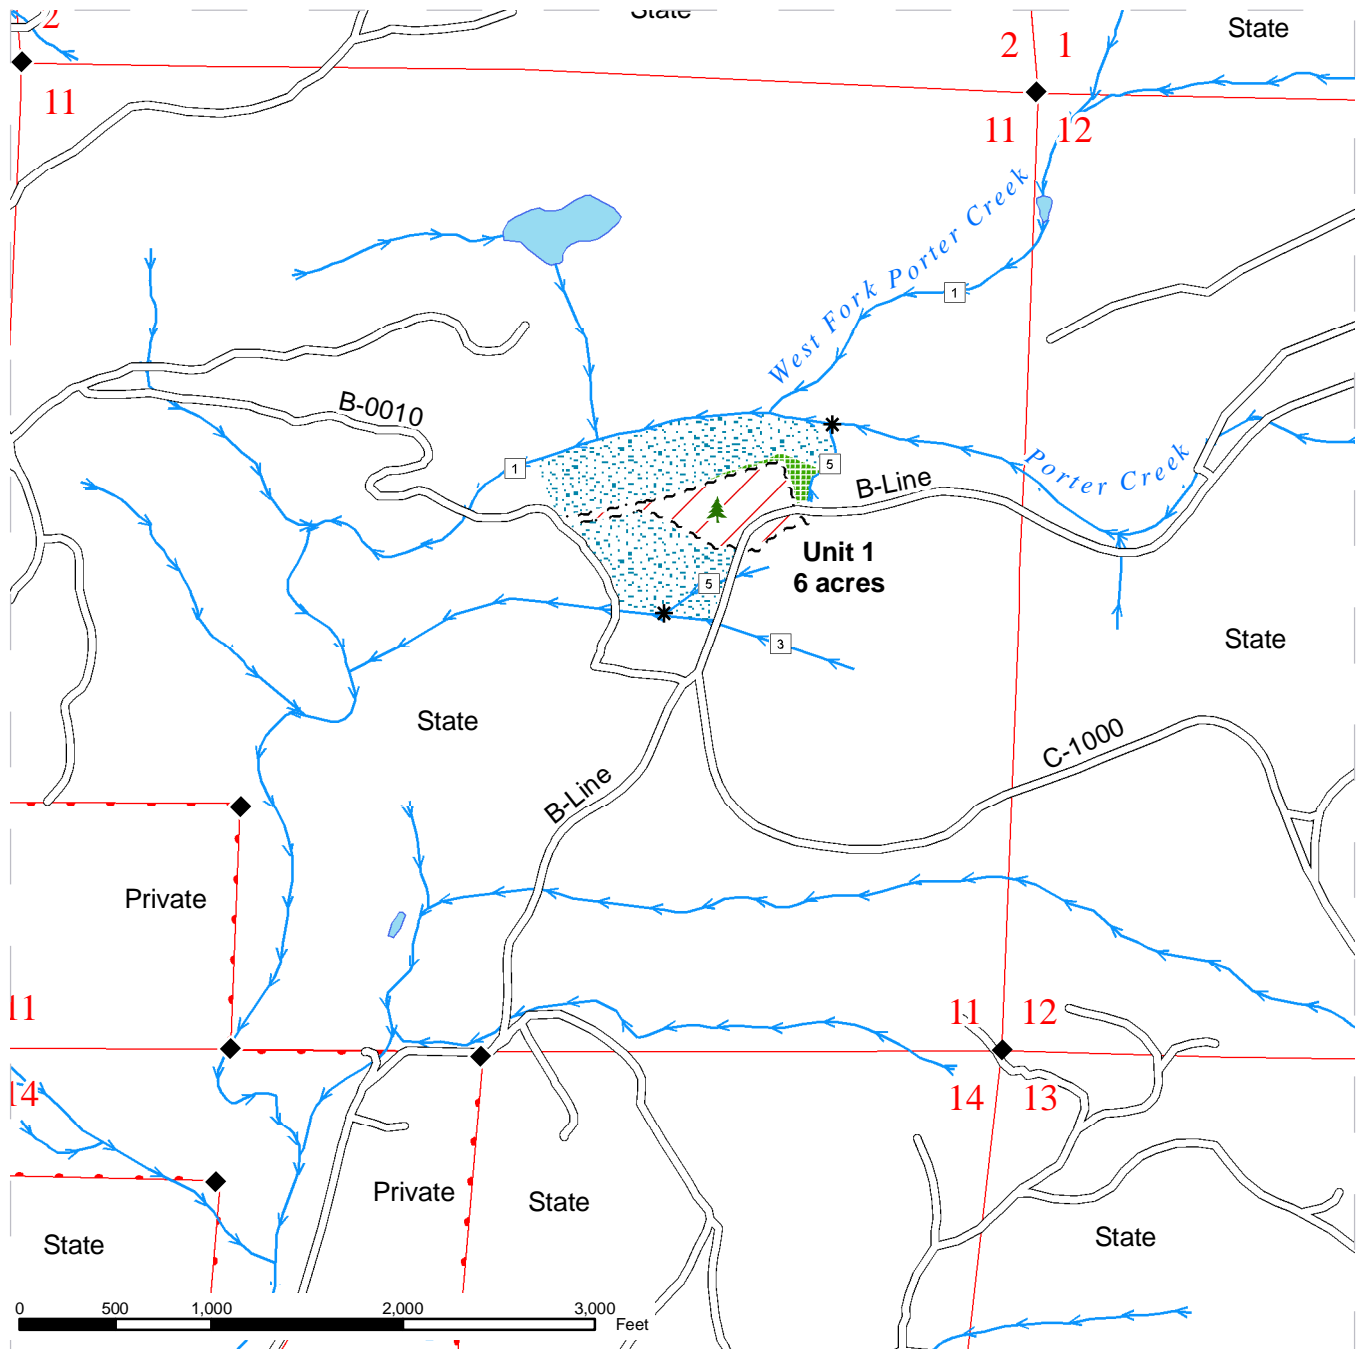 State
2
2
1
State
11
11
12
West Fork Porter Creek
1
B-0010
1
5
B-Line
Porter Creek
Unit 1
6 acres
5
3
State
State
C-1000
B-Line
Private
11
11
12
14
14
13
Private
State
State
State
0
500
1,000
2,000
3,000
Feet